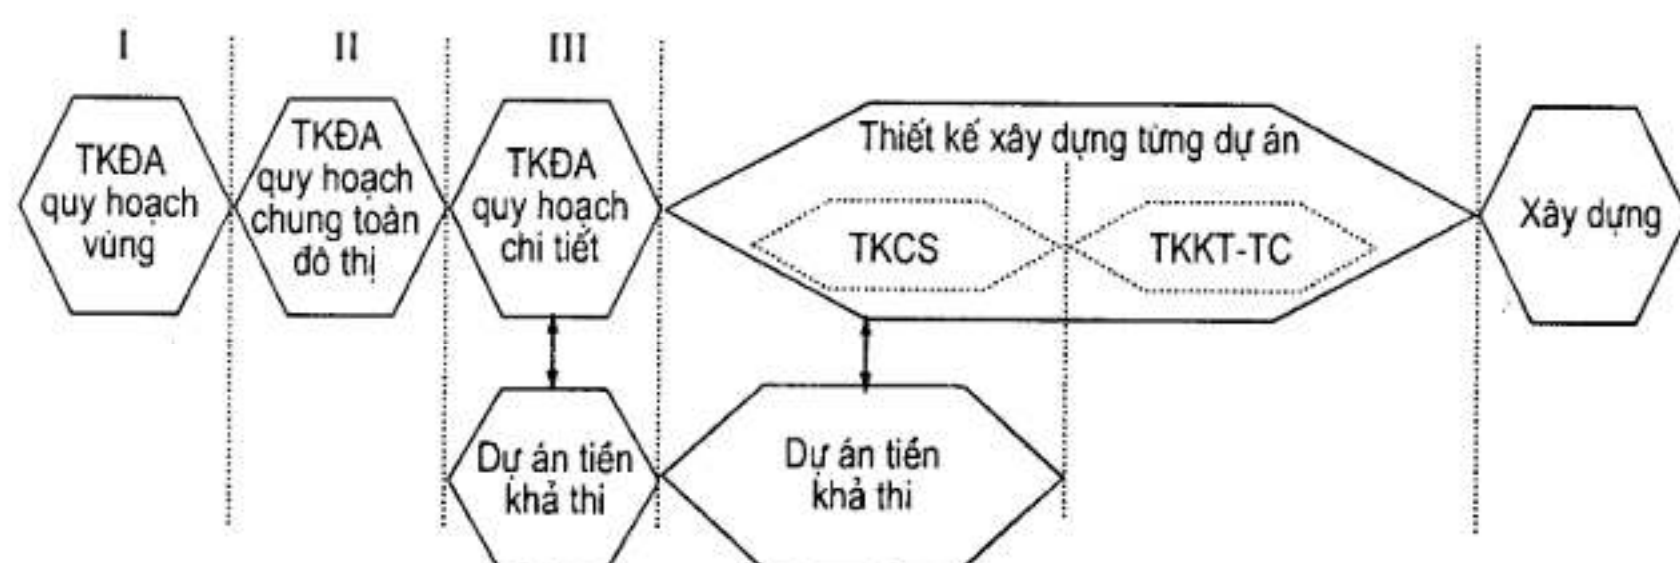 I
II
III
TKĐA
quy hoạch
vùng
TKĐA
quy hoạch
chung toàn
đô thị
TKĐA
quy hoạch
chi tiết
Thiết kế xây dựng từng dự án
TKCS
TKKT-TC
Xây dựng
Dự án tiền
khả thi
Dự án tiền
khả thi